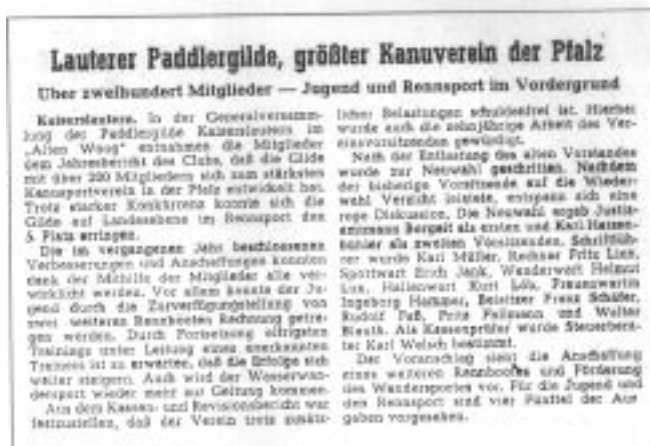 Lauterer Paddlergilde, größter Kanuverein der Pfalz
Über zweihundert Mitglieder — Jugend und Rennsport im Vordergrund
Kaiserslautern. In der Generalversamm-
lung der Paddlergilde Kaiserslautern im
„Alten Woog" entnahmen die Mitglieder
dem Jahresbericht des Clubs, daß die Gilde
mit über 200 Mitgliedern sich zum stärksten
Kanusportverein in der Pfalz entwickelt hat.
Trotz starker Konkurrenz konnte sich die
Gilde auf Landesebene im Rennsport den
5. Platz erringen.
Die im vergangenen Jahr beschlossenen
Verbesserungen und Anschaffungen konnten
dank der Mithilfe der Mitglieder alle ver-
wirklicht werden. Vor allem konnte der Ju-
gend durch die Zurverfügungstellung von
zwei weiteren Rennbooten Rechnung getra-
gen werden. Durch Fortsetzung eifrigsten
Trainings unter Leitung eines anerkannten
Trainers ist zu erwarten, daß die Erfolge sich
weiter steigern. Auch wird der Wasserwan-
dersport wieder mehr zur Geltung kommen.
Aus dem Kassen- und Revisionsbericht war
festzustellen, daß der Verein trotz zusätz-
licher Belastungen schuldenfrei ist. Hierbei
wurde auch die zehnjährige Arbeit des Ver-
einsvorsitzenden gewürdigt.
Nach der Entlastung des alten Vorstandes
wurde zur Neuwahl geschritten. Nachdem
der bisherige Vorsitzende auf die Wieder-
wahl Verzicht leistete, entspann sich eine
rege Diskussion. Die Neuwahl ergab Justiz-
amtmann Bergeit als ersten und Karl
als zweiten Vorsitzenden. Schriftfüh-
rer wurde Karl Müller, Rechner Fritz
Sportwart Erich Jank, Wanderwart Helmut
Hallenwart Kurt Frauenwartin
Ingeborg Hammer, Beisitzer Franz Schäfer,
Rudolf Faß, Fritz und Walter
Als Kassenprüfer wurde Steuerbera-
ter Karl Welsch bestimmt.
Der Voranschlag sieht die Anschaffung
eines weiteren Rennbootes und Förderung
des Wandersportes vor. Für die Jugend und
den Rennsport sind vier Fünftel der Aus-
gaben vorgesehen.